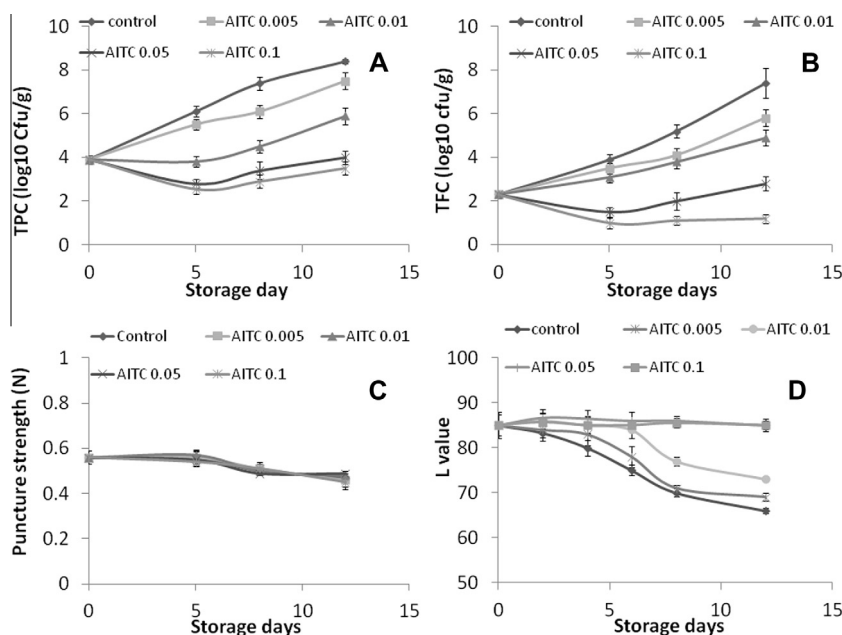 control AITC 0.005 AITC 0.01
AITC 0.05 AITC 0.1
A
TPC (log10 Cfu/g)
10
8
6
4
2
0
0 5 10 15
Storage day
control AITC 0.005 AITC 0.01
AITC 0.05 AITC 0.1
B
TFC (log10 cfu/g)
10
8
6
4
2
0
0 5 10 15
Storage days
Control AITC 0.005 AITC 0.01
AITC 0.05 AITC 0.1
C
Puncture strength (N)
1
0.8
0.6
0.4
0.2
0
0 5 10 15
Storage days
control AITC 0.005 AITC 0.01
AITC 0.05 AITC 0.1
D
L value
100
90
80
70
60
50
0 5 10 15
Storage days